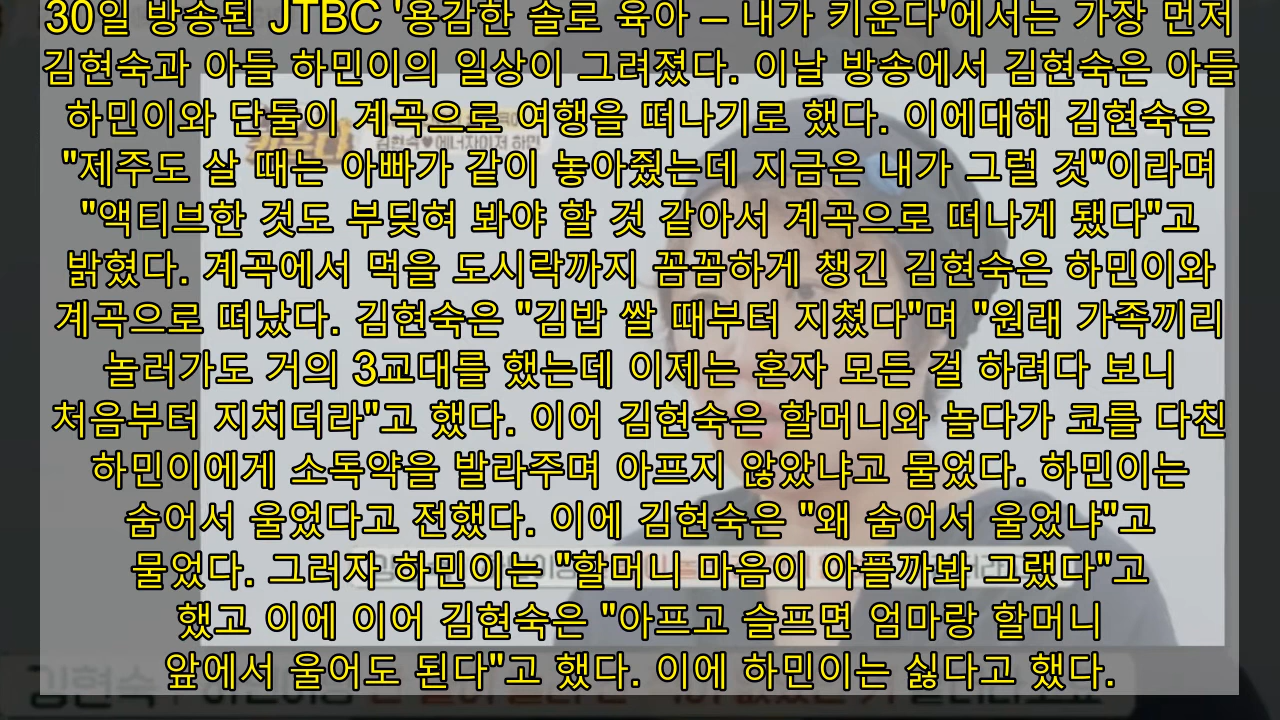 30일 방송된 JTBC '용감한 솔로 육아 – 내가 키운다'에서는 가장 먼저
김현숙과 아들 하민이의 일상이 그려졌다. 이날 방송에서 김현숙은 아들
하민이와 단둘이 계곡으로 여행을 떠나기로 했다. 이에대해 김현숙은
"제주도 살 때는 아빠가 같이 놓아줬는데 지금은 내가 그럴 것"이라며
"액티브한 것도 부딪혀 봐야 할 것 같아서 계곡으로 떠나게 됐다"고
밝혔다. 계곡에서 먹을 도시락까지 꼼꼼하게 챙긴 김현숙은 하민이와
계곡으로 떠났다. 김현숙은 "김밥 쌀 때부터 지쳤다"며 "원래 가족끼리
놀러가도 거의 3교대를 했는데 이제는 혼자 모든 걸 하려다 보니
처음부터 지치더라"고 했다. 이어 김현숙은 할머니와 놀다가 코를 다친
하민이에게 소독약을 발라주며 아프지 않았냐고 물었다. 하민이는
숨어서 울었다고 전했다. 이에 김현숙은 "왜 숨어서 울었냐"고
물었다. 그러자 하민이는 "할머니 마음이 아플까봐 그랬다"고
했고 이에 이어 김현숙은 "아프고 슬프면 엄마랑 할머니
앞에서 울어도 된다"고 했다. 이에 하민이는 싫다고 했다.
김현숙♥에너자이저 하민
김현숙